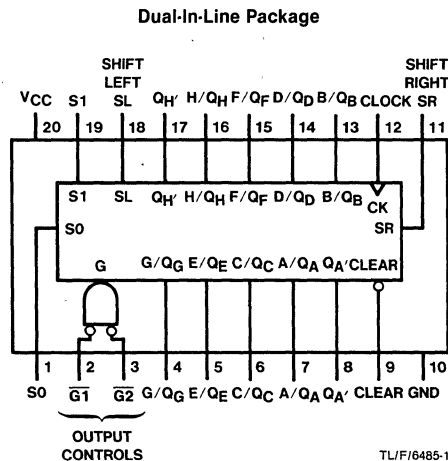 Dual-In-Line Package
SHIFT LEFT SHIFT RIGHT
VCC S1 SL QH' H/QH F/QF D/QD B/QB CLOCK SR
20 19 18 17 16 15 14 13 12 11
S1 SL QH' H/QH F/QF D/QD B/QB CK
S0 SR
G G/QG E/QE C/QC A/QA QA' CLEAR
1 2 3 4 5 6 7 8 9 10
S0 G1 G2 G/QG E/QE C/QC A/QA QA' CLEAR GND
OUTPUT
CONTROLS
TL/F/6485-1